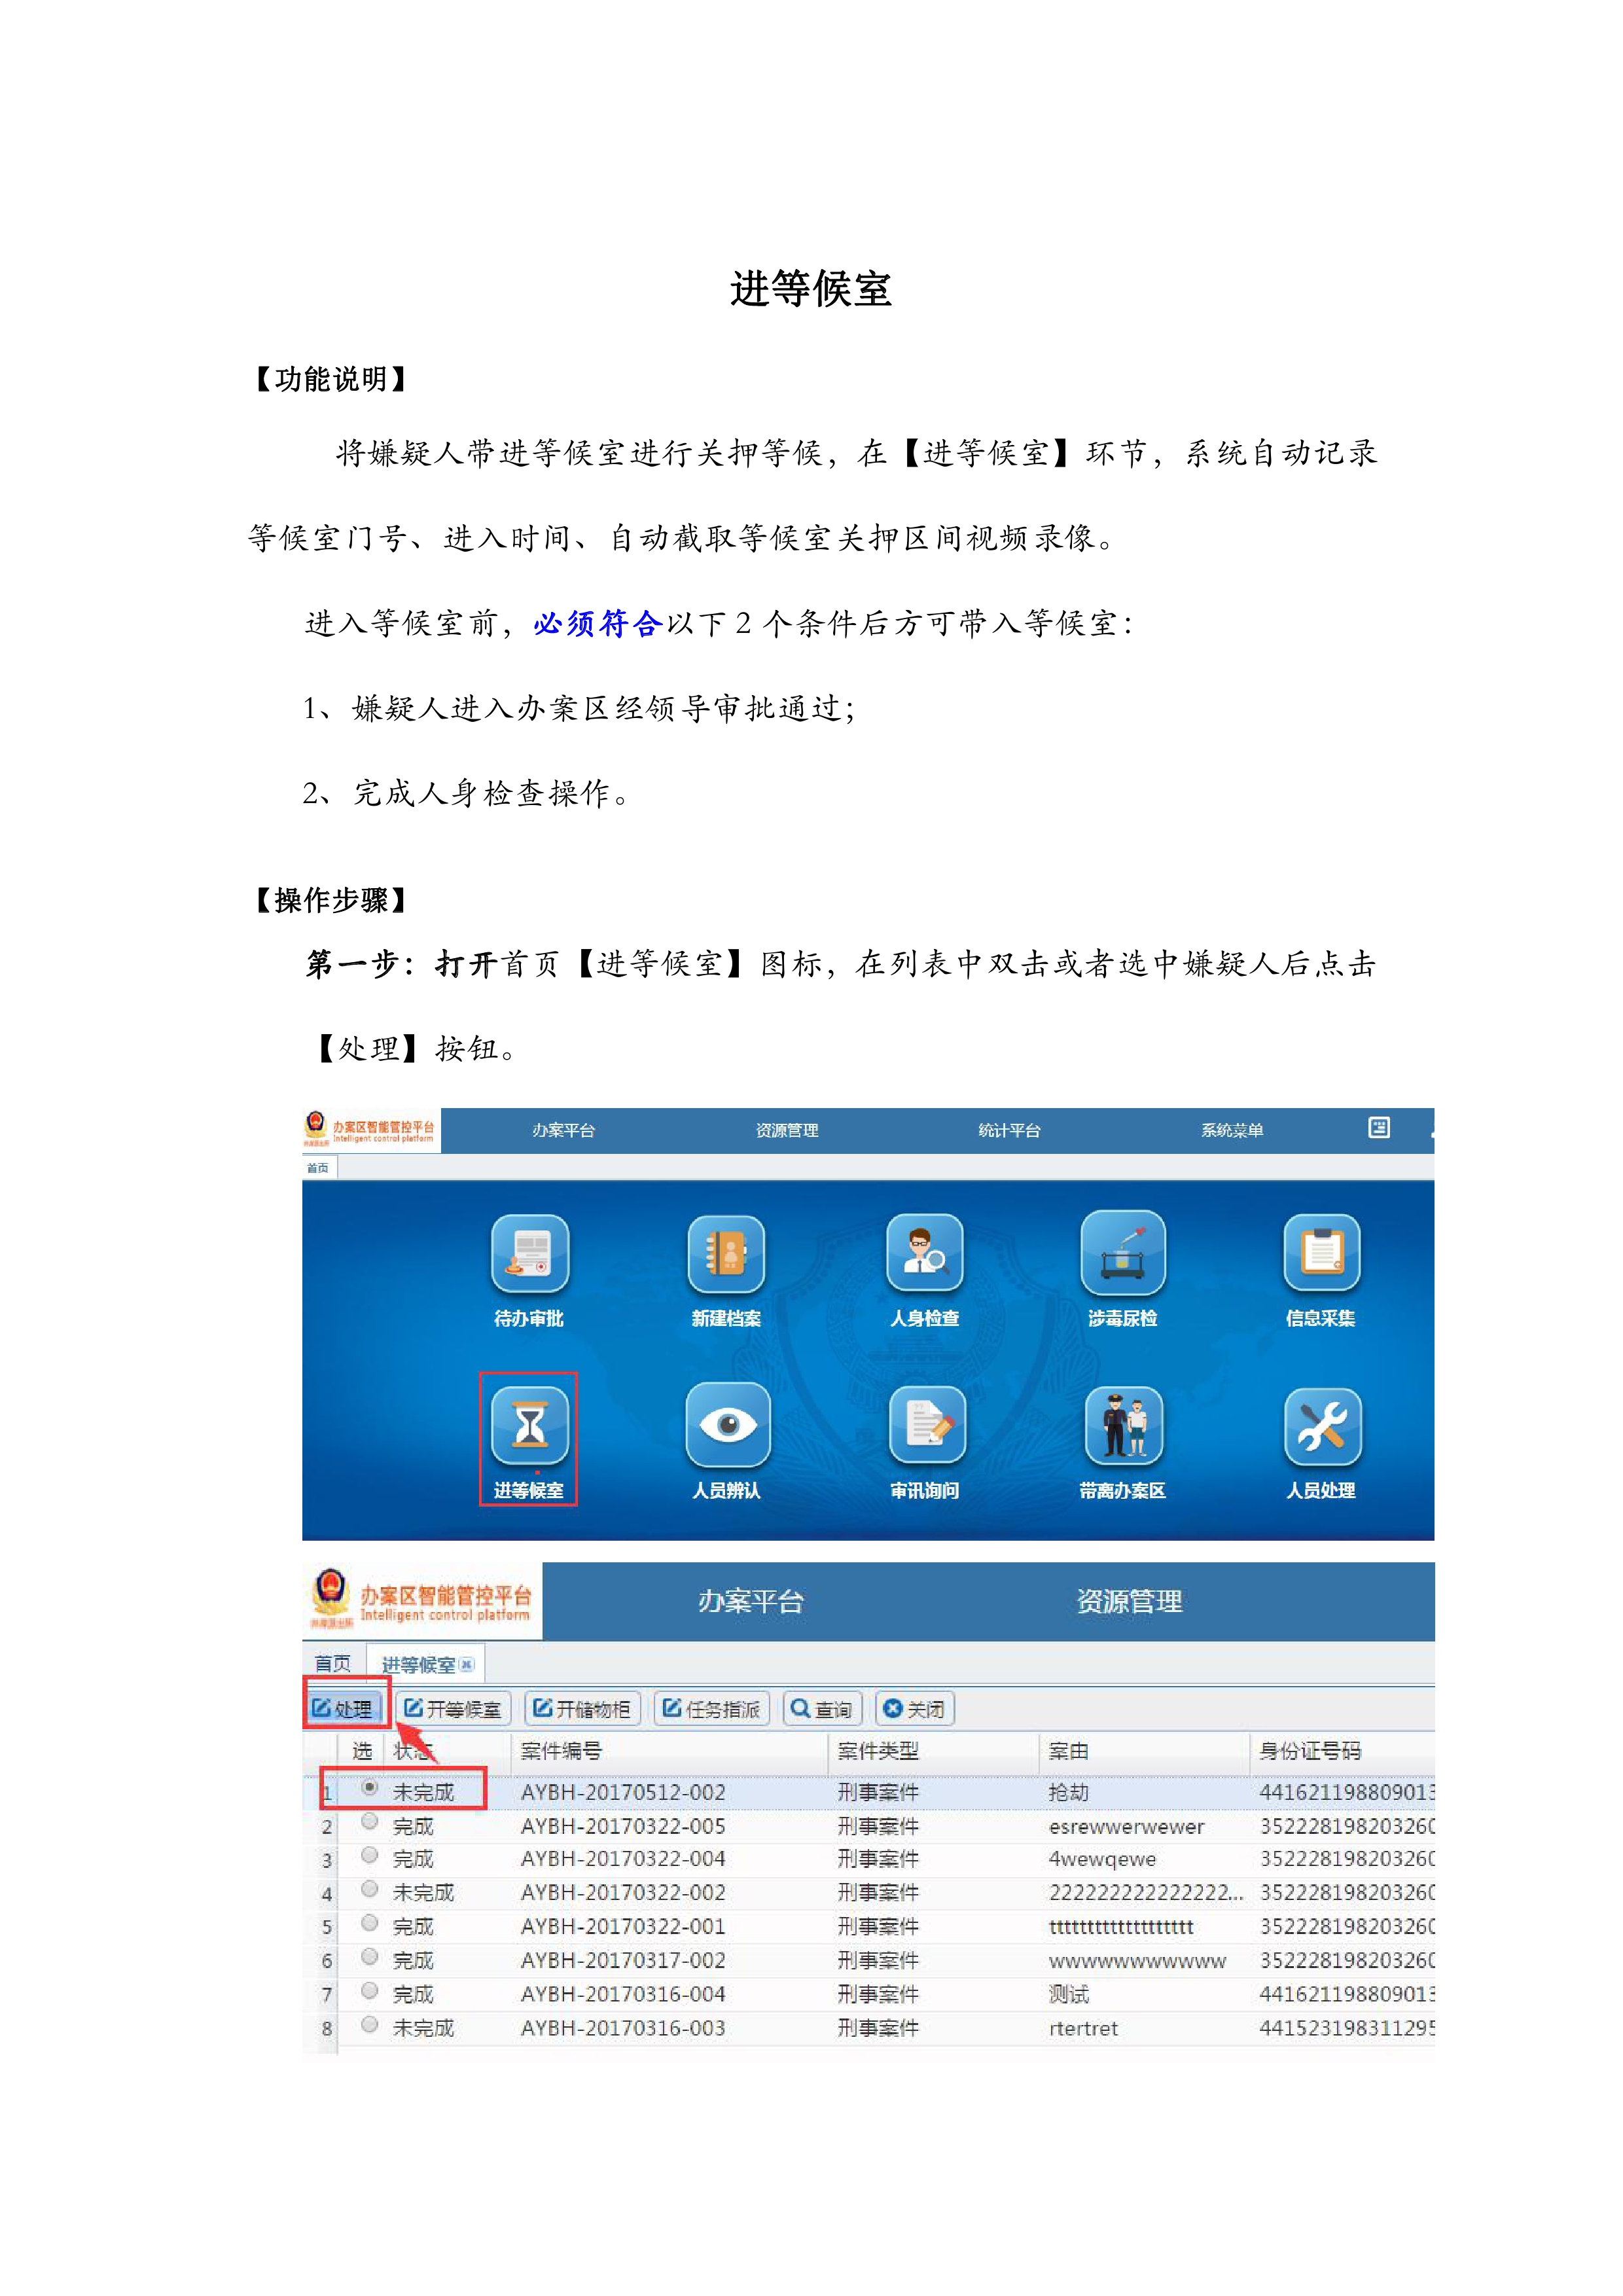 进等候室
【功能说明】
将嫌疑人带进等候室进行关押等候，在【进等候室】环节，系统自动记录
等候室门号、进入时间、自动截取等候室关押区间视频录像。
进入等候室前，必须符合以下 2 个条件后方可带入等候室：
1、嫌疑人进入办案区经领导审批通过；
2、完成人身检查操作。
【操作步骤】
第一步：打开首页【进等候室】图标，在列表中双击或者选中嫌疑人后点击
【处理】按钮。
办案区智能管控平台
Intelligent control platform
办案平台 资源管理 统计平台 系统菜单
首页
待办审批 新建档案 人身检查 涉毒尿检 信息采集
进等候室 人员辨认 审讯询问 带离办案区 人员处理
办案区智能管控平台
Intelligent control platform
办案平台 资源管理
首页 进等候室
处理 开等候室 开储物柜 任务指派 查询 关闭
选 状态 案件编号 案件类型 案由 身份证号码
1 未完成 AYBH-20170512-002 刑事案件 抢劫 441621198809013
2 完成 AYBH-20170322-005 刑事案件 esrewwerwewer 352228198203260
3 完成 AYBH-20170322-004 刑事案件 4wewqewe 352228198203260
4 未完成 AYBH-20170322-002 刑事案件 222222222222222... 352228198203260
5 完成 AYBH-20170322-001 刑事案件 ttttttttttttttttttt 352228198203260
6 完成 AYBH-20170317-002 刑事案件 wwwwwwwwwwww 352228198203260
7 完成 AYBH-20170316-004 刑事案件 测试 441621198809013
8 未完成 AYBH-20170316-003 刑事案件 rtertret 441523198311295